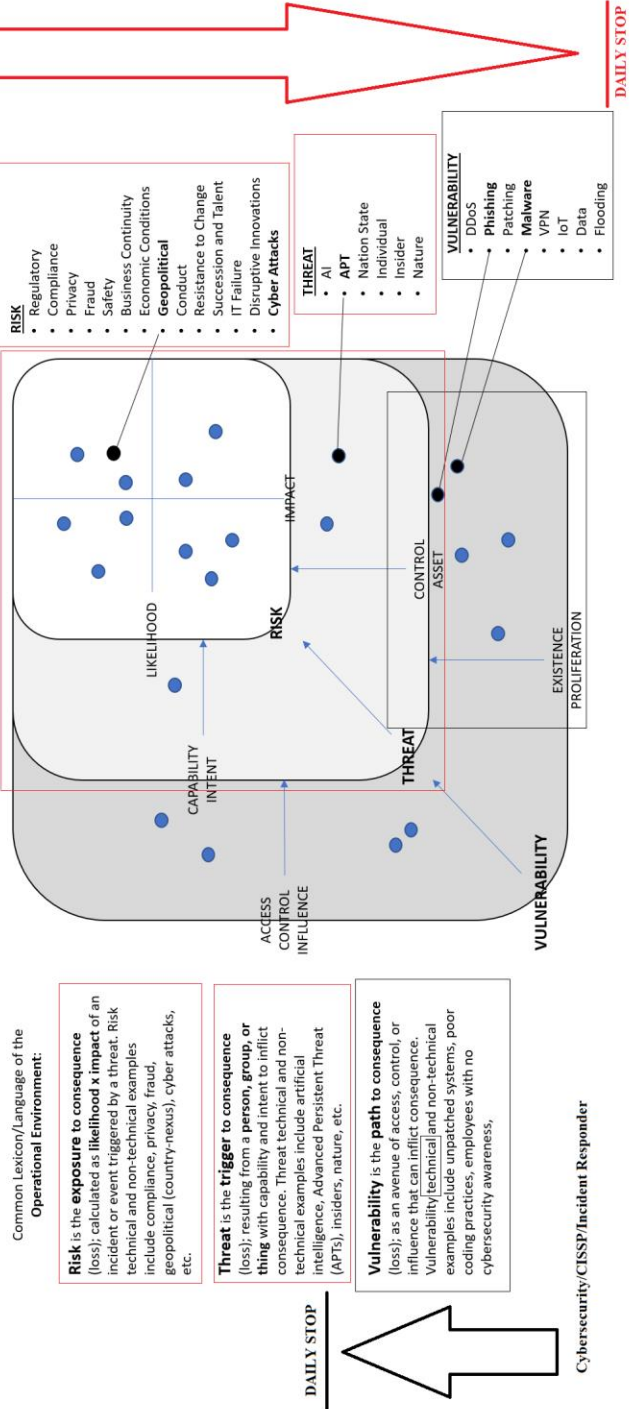 Common Lexicon/Language of the
Operational Environment:
Risk is the exposure to consequence
(loss); calculated as likelihood x impact of an
incident or event triggered by a threat. Risk
technical and non-technical examples
include compliance, privacy, fraud,
geopolitical (country-nexus), cyber attacks,
etc.
Threat is the trigger to consequence
(loss); resulting from a person, group, or
thing with capability and intent to inflict
consequence. Threat technical and non-
technical examples include artificial
intelligence, Advanced Persistent Threat
(APTs), insiders, nature, etc.
DAILY STOP
Vulnerability is the path to consequence
(loss); as an avenue of access, control, or
influence that can inflict consequence.
Vulnerability technical and non-technical
examples include unpatched systems, poor
coding practices, employees with no
cybersecurity awareness,
Cybersecurity/CISSP/Incident Responder
ACCESS
CONTROL
INFLUENCE
CAPABILITY
INTENT
LIKELIHOOD
IMPACT
RISK
CONTROL
ASSET
THREAT
EXISTENCE
PROLIFERATION
VULNERABILITY
RISK
• Regulatory
• Compliance
• Privacy
• Fraud
• Safety
• Business Continuity
• Economic Conditions
• Geopolitical
• Conduct
• Resistance to Change
• Succession and Talent
• IT Failure
• Disruptive Innovations
• Cyber Attacks
THREAT
• AI
• APT
• Nation State
• Individual
• Insider
• Nature
VULNERABILITY
• DDoS
• Phishing
• Patching
• Malware
• VPN
• IoT
• Data
• Flooding
DAILY STOP